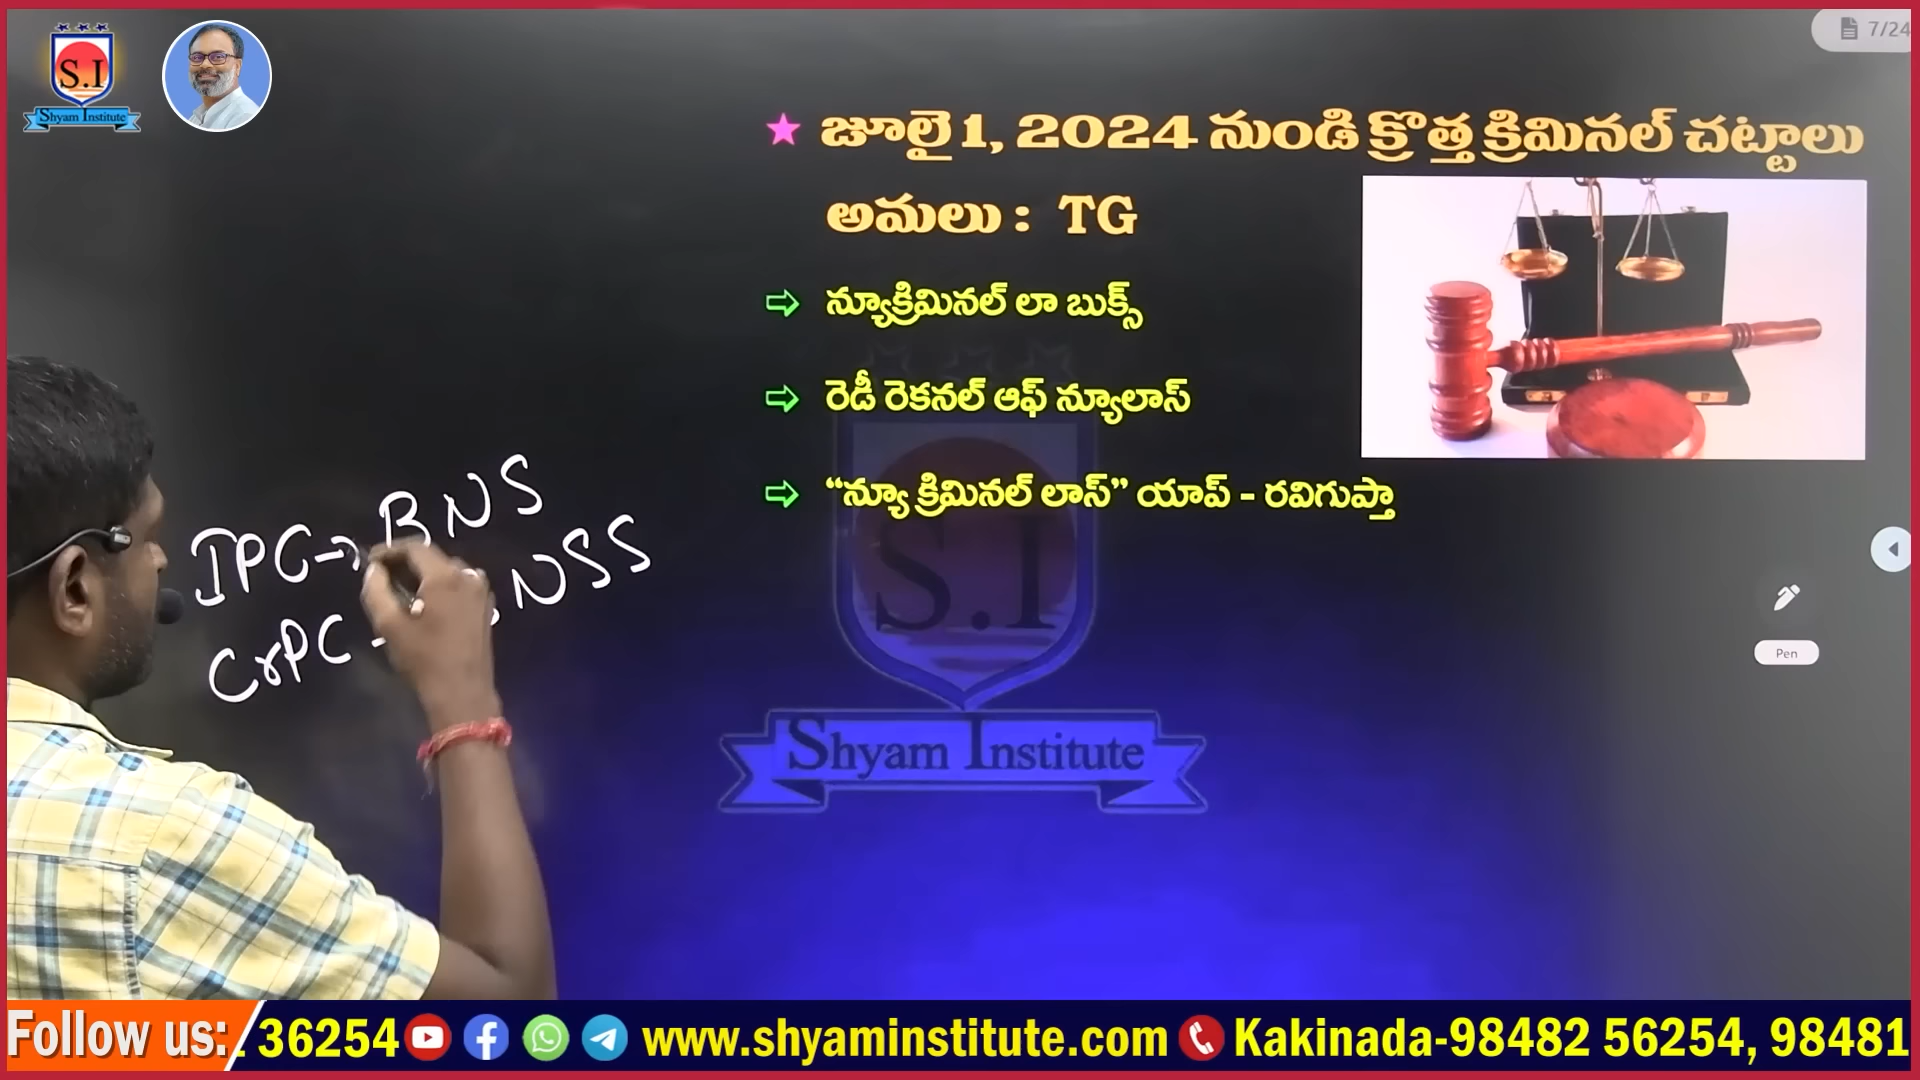 S.I
Shyam Institute
7/24
జూలై 1, 2024 నుండి క్రొత్త క్రిమినల్ చట్టాలు
అమలు : TG
న్యూక్రిమినల్ లా బుక్స్
రెడీ రెకనల్ ఆఫ్ న్యూలాస్
“న్యూ క్రిమినల్ లాస్” యాప్ - రవిగుప్తా
IPC→ BNS
CrPC- NSS
S.I
Shyam Institute
Pen
Follow us: 36254 www.shyaminstitute.com Kakinada-98482 56254, 98481